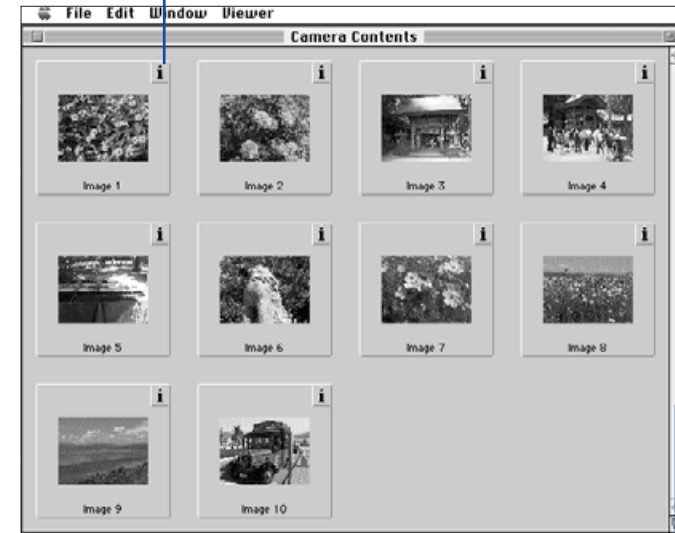 File Edit Window Viewer
Camera Contents
i i i i
Image 1 Image 2 Image 3 Image 4
i i i i
Image 5 Image 6 Image 7 Image 8
i i
Image 9 Image 10